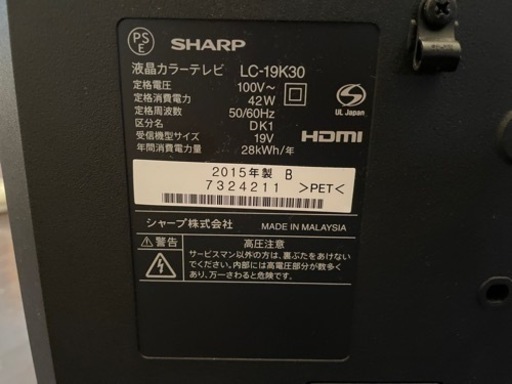 PS
E
SHARP
液晶カラーテレビ LC-19K30
定格電圧 100V～
定格消費電力 42W
定格周波数 50/60Hz
区分名 DK1
受信機型サイズ 19V
年間消費電力量 28kWh/年
UL Japan
HDMI
2015年製 B
7324211 >PET<
シャープ株式会社 MADE IN MALAYSIA
警告
高圧注意
サービスマン以外の方は、裏ぶたをあけない
でください。内部には高電圧部分が数多く
あり、万一さわると危険です。